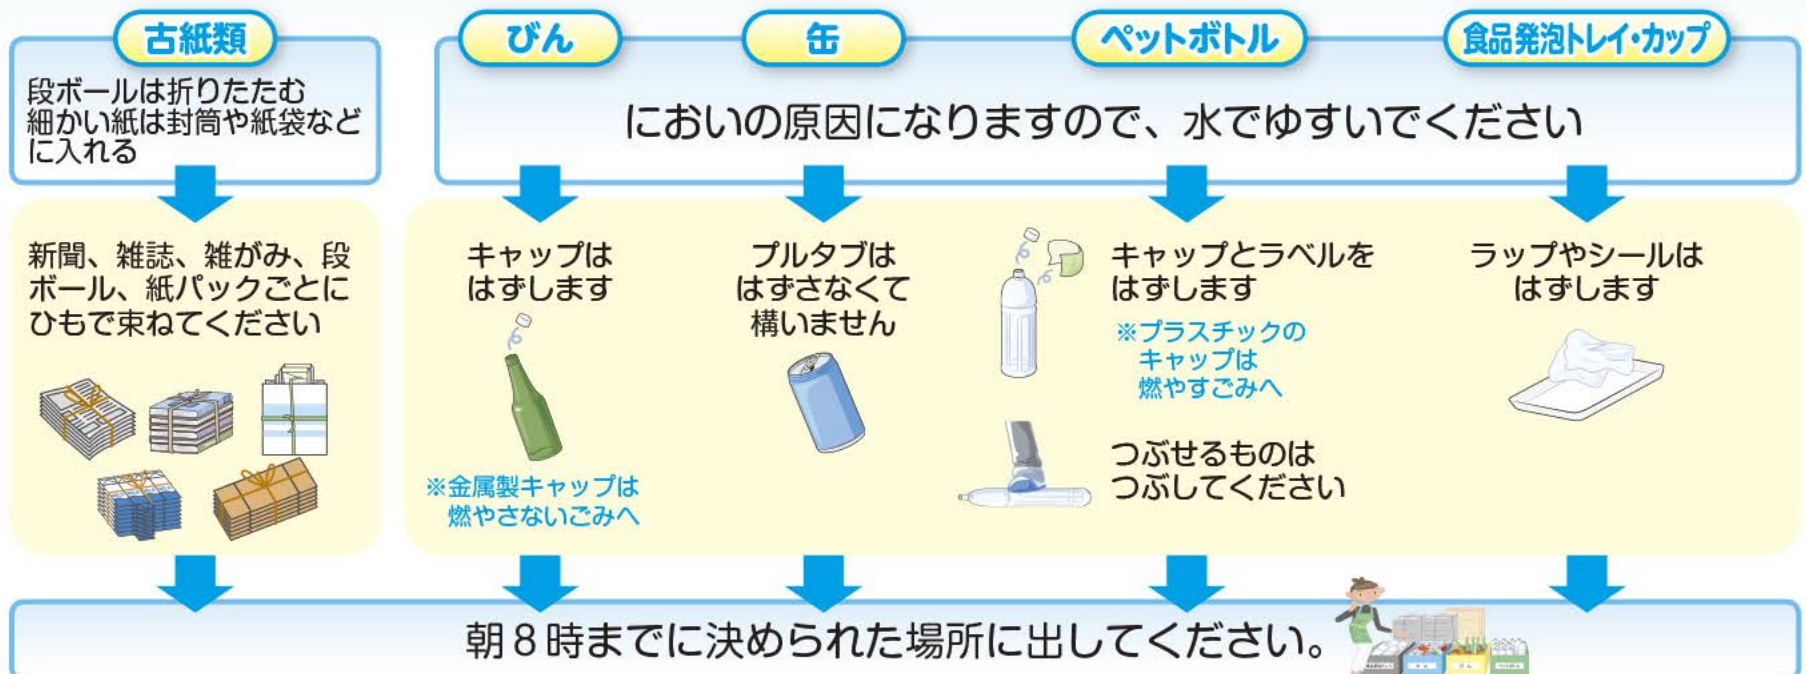 古紙類
段ボールは折りたたむ
細かい紙は封筒や紙袋など
に入れる
新聞、雑誌、雑がみ、段
ボール、紙パックごとに
ひもで束ねてください
びん
缶
ペットボトル
食品発泡トレイ・カップ
においの原因になりますので、水でゆすいでください
キャップは
はずします
※金属製キャップは
燃やさないごみへ
プルタブは
はずさなくて
構いません
キャップとラベルを
はずします
※プラスチックの
キャップは
燃やすごみへ
つぶせるものは
つぶしてください
ラップやシールは
はずします
朝8時までに決められた場所に出してください。